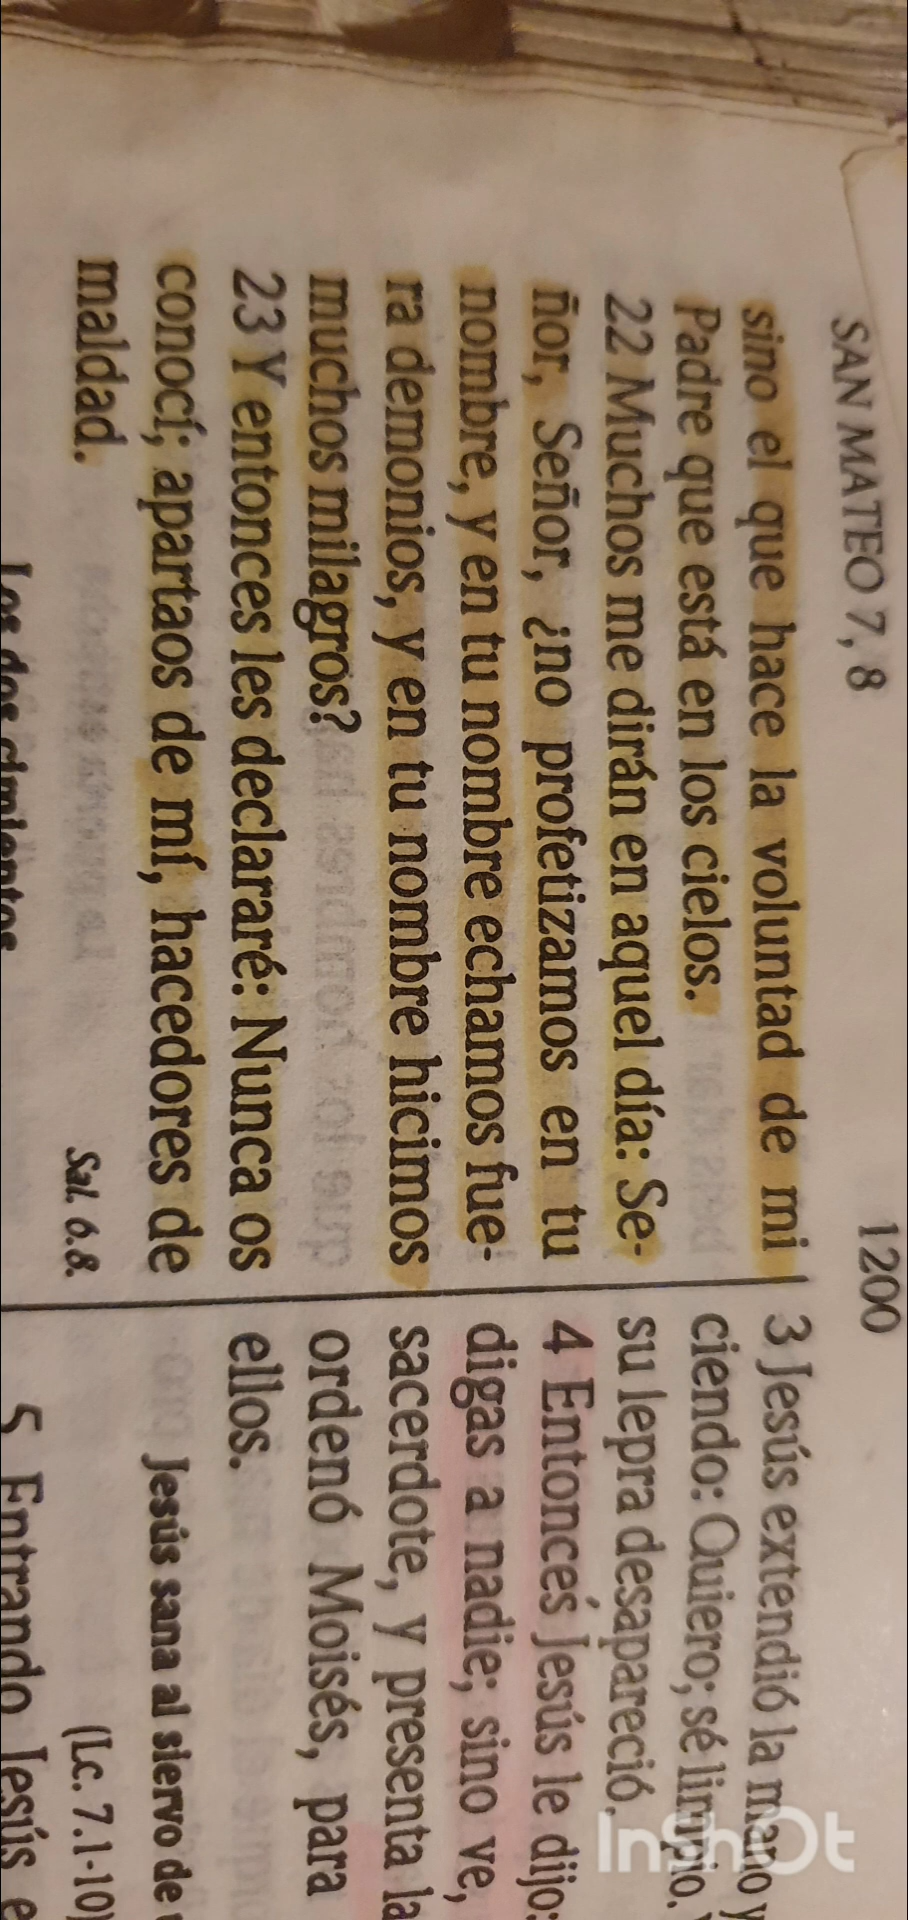 SAN MATEO 7, 8
1200
sino el que hace la voluntad de mi
Padre que está en los cielos.
22 Muchos me dirán en aquel día: Se-
ñor, Señor, ¿no profetizamos en tu
nombre, y en tu nombre echamos fue-
ra demonios, y en tu nombre hicimos
muchos milagros?
23 Y entonces les declararé: Nunca os
conocí; apartaos de mí, hacedores de
maldad.
Sal. 6.8.
Los dos cimientos
3 Jesús extendió la mano y
ciendo: Quiero; sé limpio.
su lepra desapareció.
4 Entonces Jesús le dijo:
digas a nadie; sino ve,
sacerdote, y presenta la
ordenó Moisés, para
ellos.
Jesús sana al siervo de
(Lc. 7.1-10)
5 Entrando Jesús e
InShOt